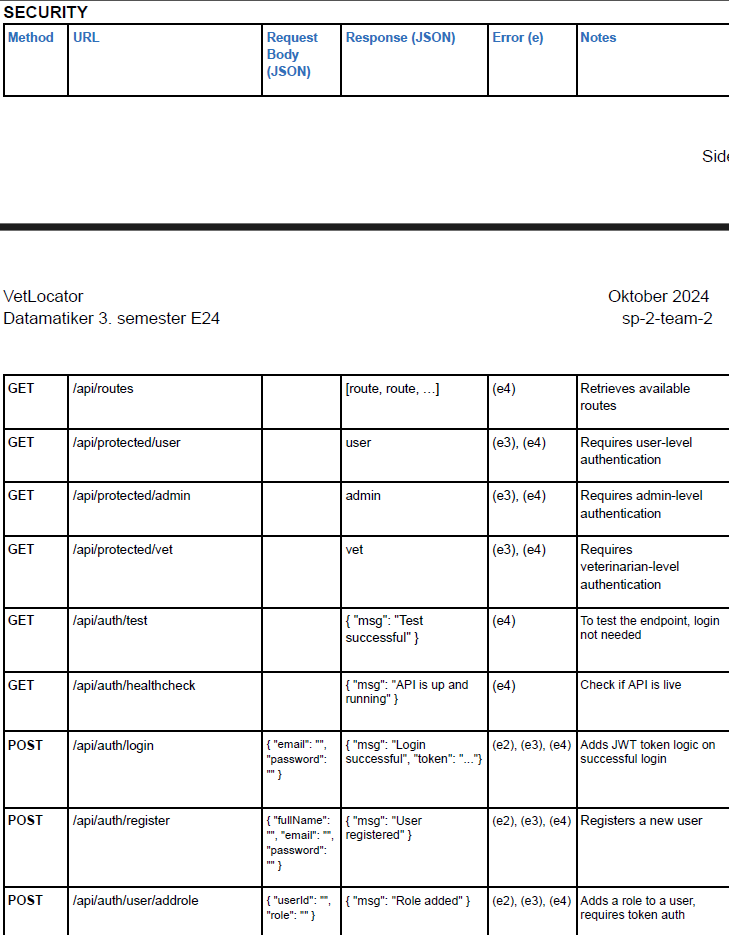 SECURITY
Method URL Request Body (JSON) Response (JSON) Error (e) Notes
VetLocator Oktober 2024
Datamatiker 3. semester E24 sp-2-team-2
GET /api/routes [route, route, …] (e4) Retrieves available routes
GET /api/protected/user user (e3), (e4) Requires user-level authentication
GET /api/protected/admin admin (e3), (e4) Requires admin-level authentication
GET /api/protected/vet vet (e3), (e4) Requires veterinarian-level authentication
GET /api/auth/test { "msg": "Test successful" } (e4) To test the endpoint, login not needed
GET /api/auth/healthcheck { "msg": "API is up and running" } (e4) Check if API is live
POST /api/auth/login { "email": "", "password": "" } { "msg": "Login successful", "token": "..."} (e2), (e3), (e4) Adds JWT token logic on successful login
POST /api/auth/register { "fullName": "", "email": "", "password": "" } { "msg": "User registered" } (e2), (e3), (e4) Registers a new user
POST /api/auth/user/addrole { "userId": "", "role": "" } { "msg": "Role added" } (e2), (e3), (e4) Adds a role to a user, requires token auth